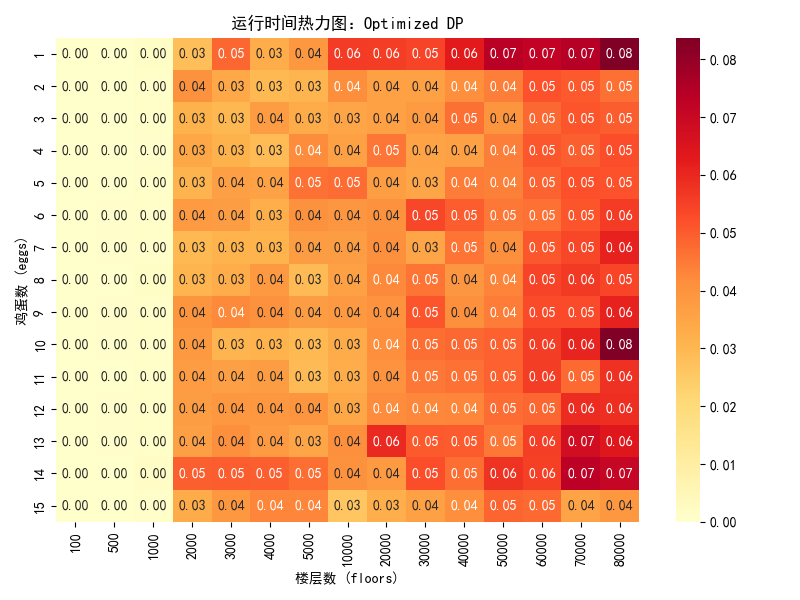 运行时间热力图：Optimized DP
鸡蛋数 (eggs)
1 0.00 0.00 0.00 0.03 0.05 0.03 0.04 0.06 0.06 0.05 0.06 0.07 0.07 0.07 0.08
2 0.00 0.00 0.00 0.04 0.03 0.03 0.03 0.04 0.04 0.04 0.04 0.04 0.05 0.05 0.05
3 0.00 0.00 0.00 0.03 0.03 0.04 0.03 0.03 0.04 0.04 0.05 0.04 0.05 0.05 0.05
4 0.00 0.00 0.00 0.03 0.03 0.03 0.04 0.04 0.05 0.04 0.04 0.04 0.05 0.05 0.05
5 0.00 0.00 0.00 0.03 0.04 0.04 0.05 0.05 0.04 0.03 0.04 0.04 0.05 0.05 0.05
6 0.00 0.00 0.00 0.04 0.04 0.03 0.04 0.04 0.04 0.05 0.05 0.05 0.05 0.05 0.06
7 0.00 0.00 0.00 0.03 0.03 0.03 0.04 0.04 0.04 0.03 0.05 0.04 0.05 0.05 0.06
8 0.00 0.00 0.00 0.03 0.03 0.04 0.03 0.04 0.04 0.05 0.04 0.04 0.05 0.06 0.05
9 0.00 0.00 0.00 0.04 0.04 0.04 0.04 0.04 0.04 0.05 0.04 0.04 0.05 0.05 0.06
10 0.00 0.00 0.00 0.04 0.03 0.03 0.03 0.03 0.04 0.05 0.05 0.05 0.06 0.06 0.08
11 0.00 0.00 0.00 0.04 0.04 0.04 0.03 0.03 0.04 0.05 0.05 0.05 0.06 0.05 0.06
12 0.00 0.00 0.00 0.04 0.04 0.04 0.04 0.03 0.04 0.04 0.04 0.05 0.05 0.06 0.06
13 0.00 0.00 0.00 0.04 0.04 0.04 0.03 0.04 0.06 0.05 0.05 0.05 0.06 0.07 0.06
14 0.00 0.00 0.00 0.05 0.05 0.05 0.05 0.04 0.04 0.05 0.05 0.06 0.06 0.07 0.07
15 0.00 0.00 0.00 0.03 0.04 0.04 0.04 0.03 0.03 0.04 0.04 0.05 0.05 0.04 0.04
100 500 1000 2000 3000 4000 5000 10000 20000 30000 40000 50000 60000 70000 80000
楼层数 (floors)
0.08
0.07
0.06
0.05
0.04
0.03
0.02
0.01
0.00